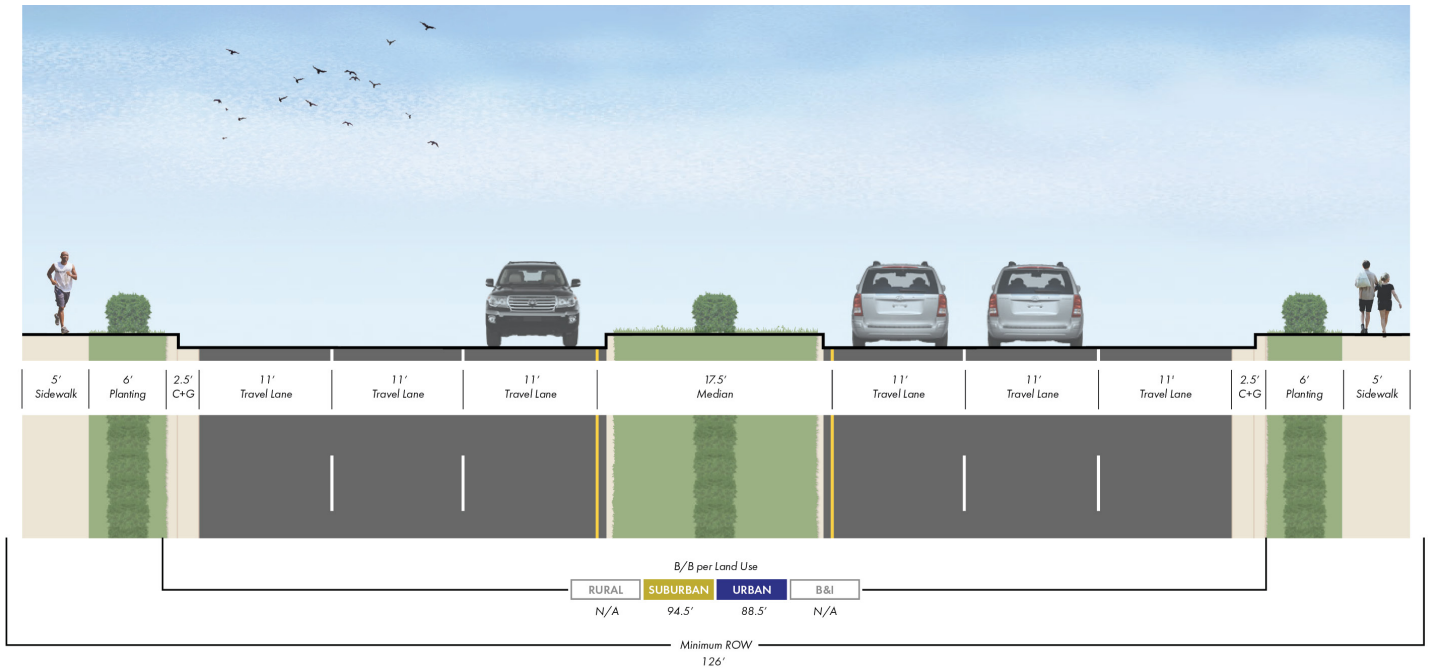 5’ Sidewalk
6’ Planting
2.5’ C+G
11’ Travel Lane
11’ Travel Lane
11’ Travel Lane
17.5’ Median
11’ Travel Lane
11’ Travel Lane
11’ Travel Lane
2.5’ C+G
6’ Planting
5’ Sidewalk
B/B per Land Use
RURAL SUBURBAN URBAN B&I
N/A 94.5’ 88.5’ N/A
Minimum ROW
126’